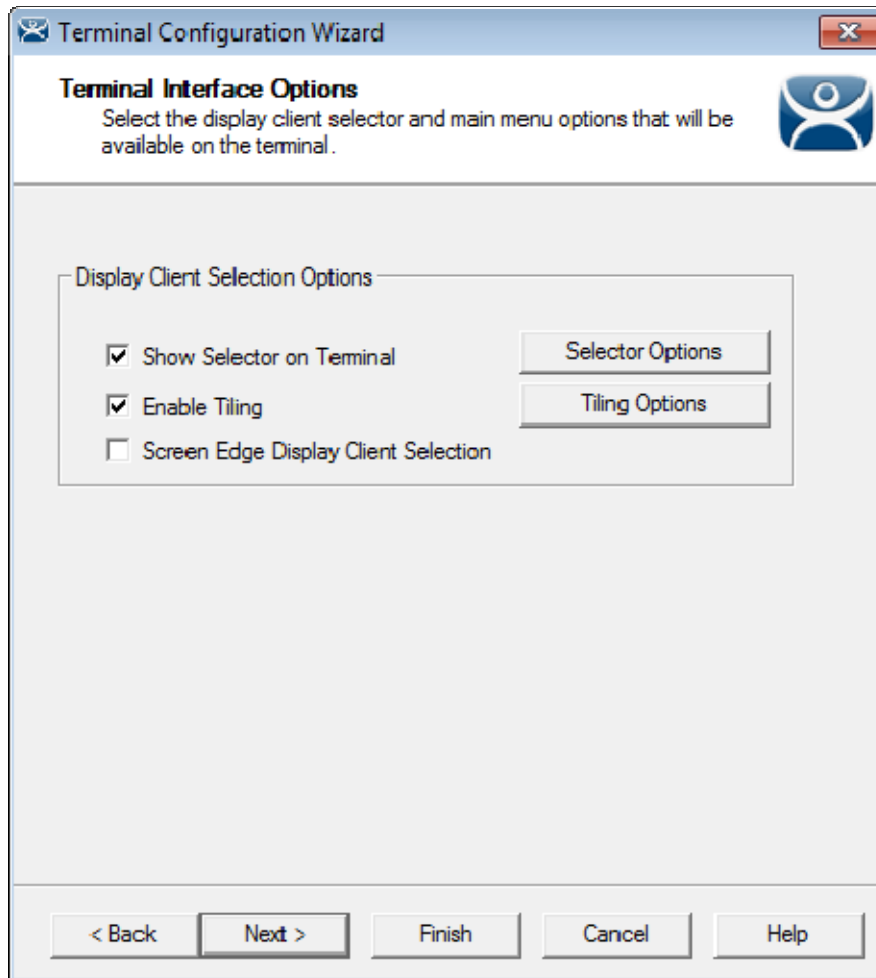 Terminal Configuration Wizard
Terminal Interface Options
Select the display client selector and main menu options that will be
available on the terminal.
Display Client Selection Options
Show Selector on Terminal
Selector Options
Enable Tiling
Tiling Options
Screen Edge Display Client Selection
< Back
Next >
Finish
Cancel
Help